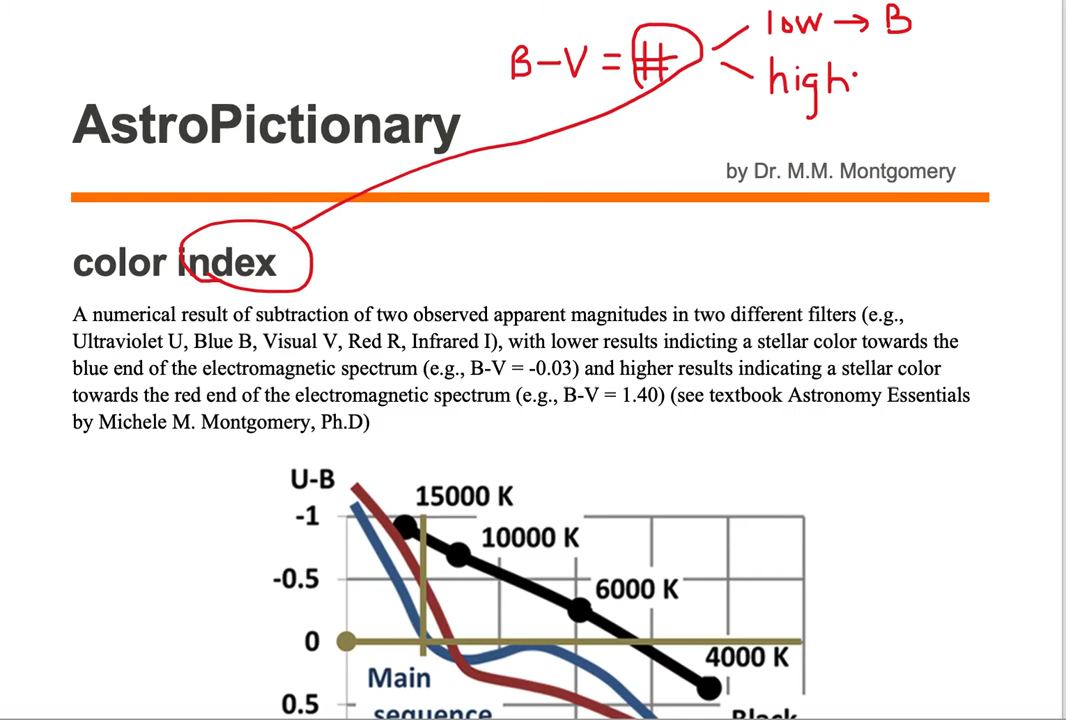 low → B
B-V = #
high
AstroPictionary
by Dr. M.M. Montgomery
color index
A numerical result of subtraction of two observed apparent magnitudes in two different filters (e.g.,
Ultraviolet U, Blue B, Visual V, Red R, Infrared I), with lower results indicting a stellar color towards the
blue end of the electromagnetic spectrum (e.g., B-V = -0.03) and higher results indicating a stellar color
towards the red end of the electromagnetic spectrum (e.g., B-V = 1.40) (see textbook Astronomy Essentials
by Michele M. Montgomery, Ph.D)
U-B
15000 K
-1
10000 K
-0.5
6000 K
0
4000 K
Main
0.5
sequence
Black